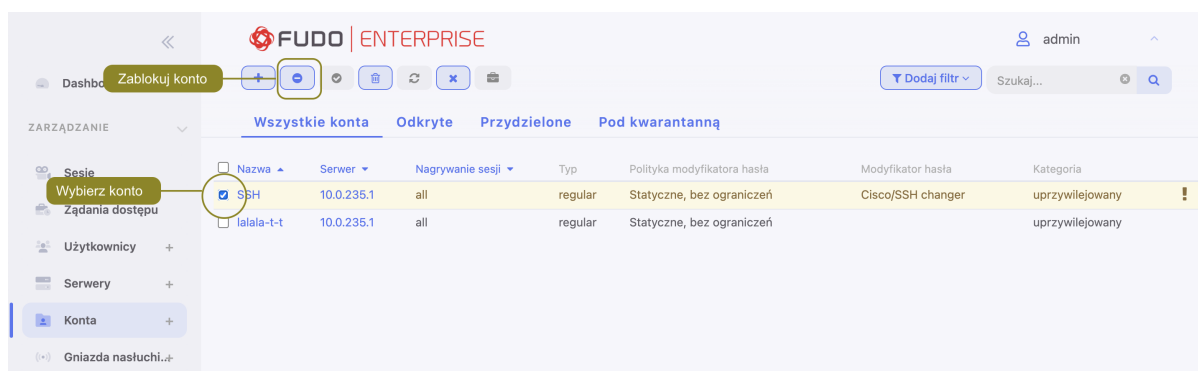 FUDO ENTERPRISE
admin
Dashbo
Zablokuj konto
Dodaj filtr
Szukaj...
ZARZĄDZANIE
Wszystkie konta Odkryte Przydzielone Pod kwarantanną
Nazwa Serwer Nagrywanie sesji Typ Polityka modyfikatora hasła Modyfikator hasła Kategoria
Sesje
Wybierz konto
SSH 10.0.235.1 all regular Statyczne, bez ograniczeń Cisco/SSH changer uprzywilejowany !
Żądania dostępu
lalala-t-t 10.0.235.1 all regular Statyczne, bez ograniczeń uprzywilejowany
Użytkownicy +
Serwery +
Konta +
Gniazda nasłuchi...+